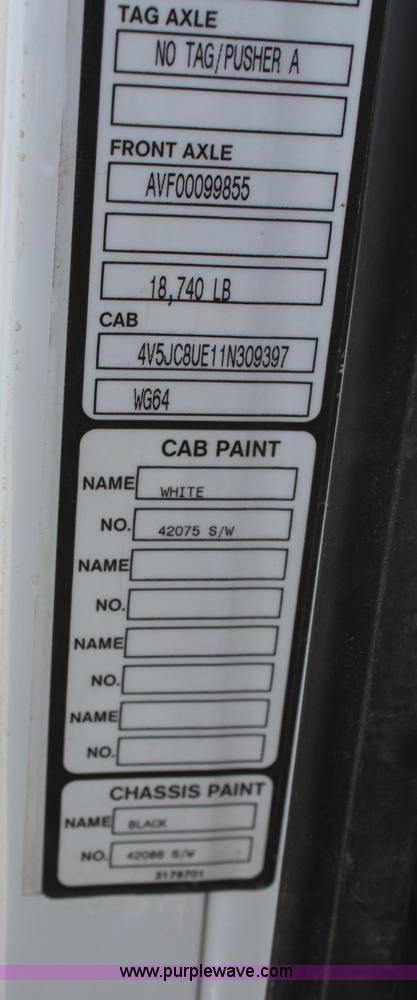 TAG AXLE
NO TAG/PUSHER A
FRONT AXLE
AVF00099855
18,740 LB
CAB
4V5JC8UE11N309397
WG64
CAB PAINT
NAME WHITE
NO. 42075 S/W
NAME
NO.
NAME
NO.
NAME
NO.
CHASSIS PAINT
NAME BLACK
NO. 42086 S/W
3179701
www.purplewave.com